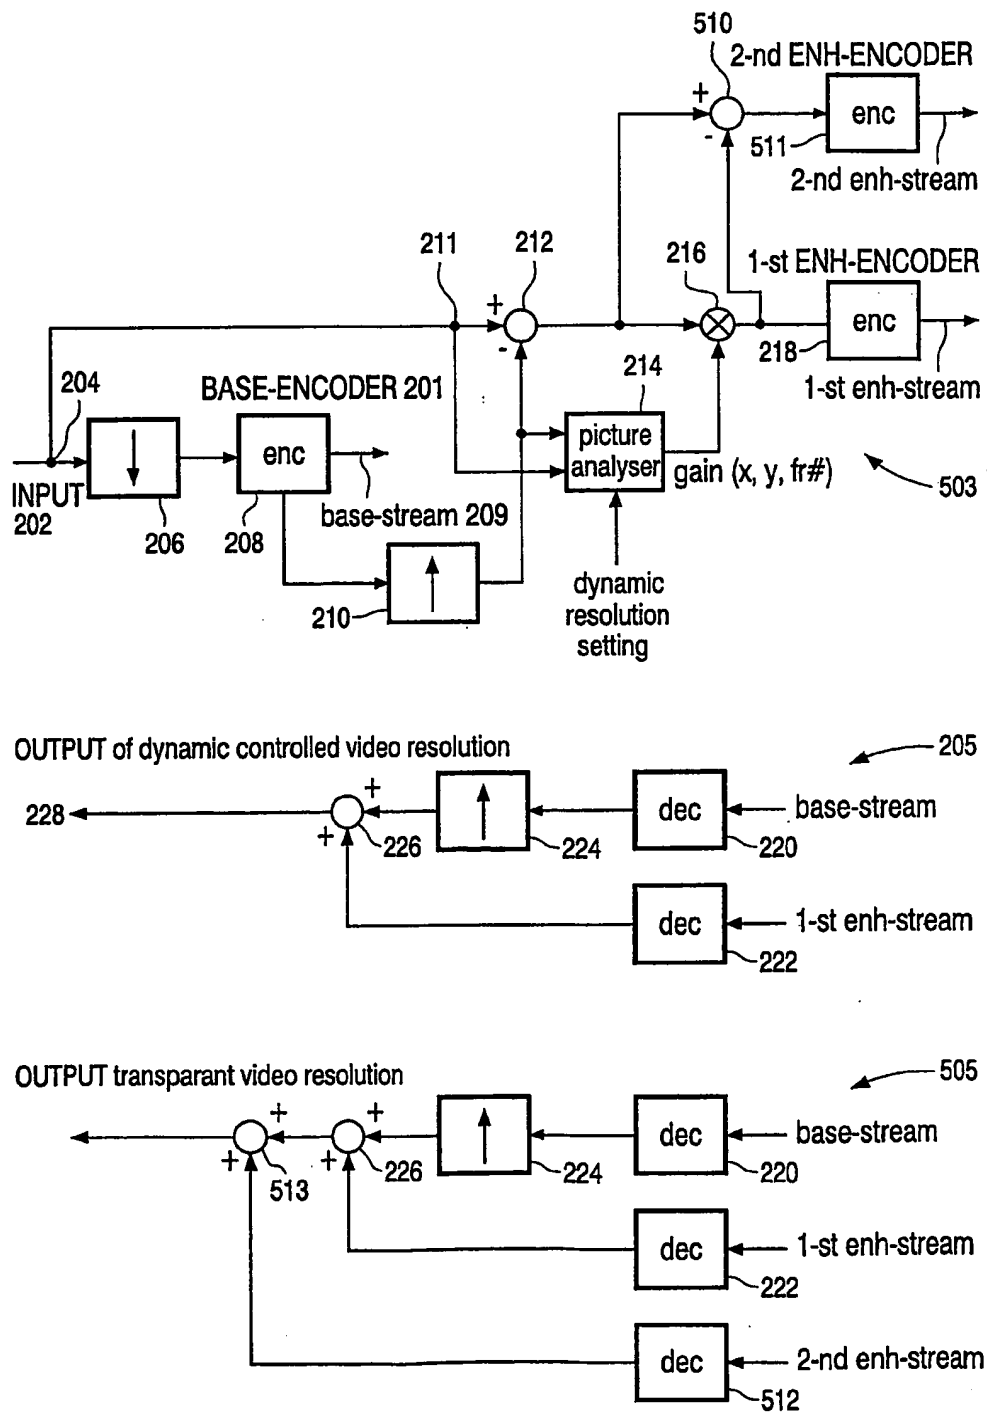 510
2-nd ENH-ENCODER
+
-
enc
511
2-nd enh-stream
211
212
216
1-st ENH-ENCODER
+
-
enc
218
1-st enh-stream
204
BASE-ENCODER 201
214
enc
picture
analyser
gain (x, y, fr#)
503
INPUT
202
206
208
base-stream 209
210
dynamic
resolution
setting
OUTPUT of dynamic controlled video resolution
205
228
+
+
226
224
dec
220
base-stream
dec
222
1-st enh-stream
OUTPUT transparant video resolution
505
+
+
513
+
+
226
224
dec
220
base-stream
dec
222
1-st enh-stream
dec
512
2-nd enh-stream